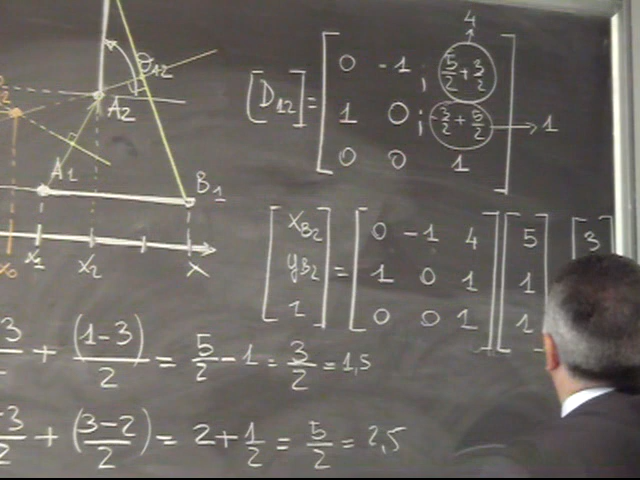 4
θA2
[D12] = [ 0 -1 ; 5/2 + 3/2
1 0 ; -3/2 + 5/2 → 1
0 0 1 ]
A2
A1
B1
x0 x1 x2 x
[ XB2 yB2 1 ] = [ 0 -1 4
1 0 1
0 0 1 ] [ 5 1 1 ] [ 3
3 + (1-3)/2 = 5/2 - 1 = 3/2 = 1,5
-3/2 + (3-2)/2 = 2 + 1/2 = 5/2 = 2,5